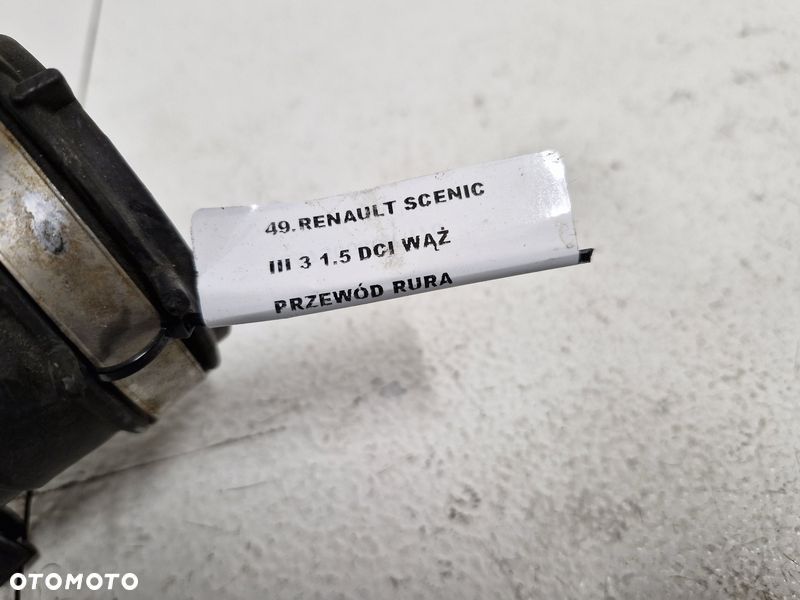 49.RENAULT SCENIC
III 3 1.5 DCI WĄŻ
PRZEWÓD RURA
OTOMOTO